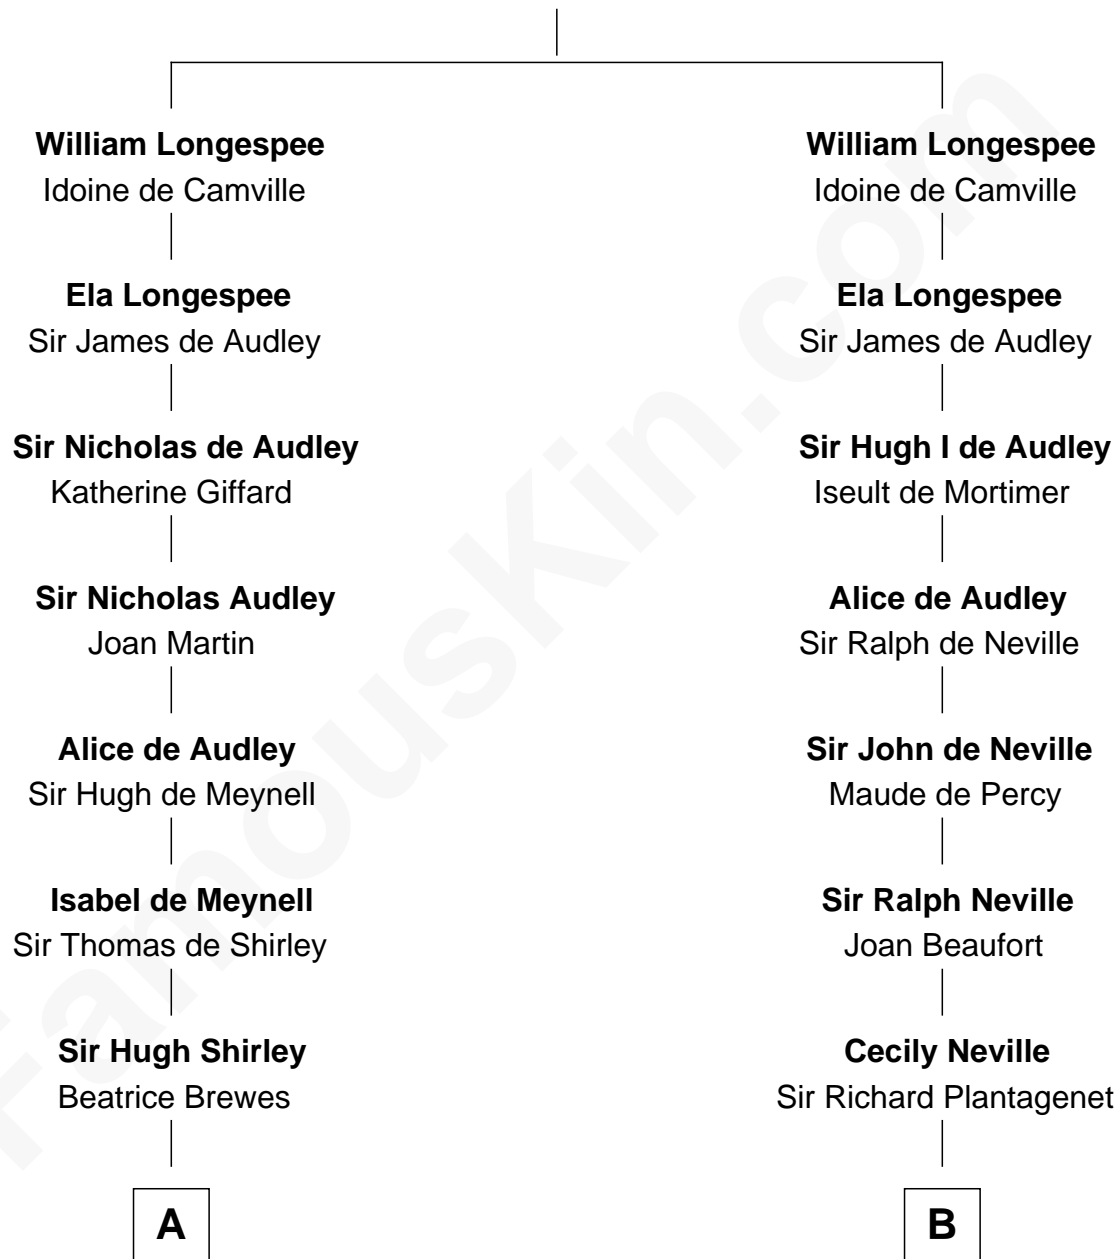 William Longespee
Idoine de Camville
Ela Longespee
Sir James de Audley
Sir Nicholas de Audley
Katherine Giffard
Sir Nicholas Audley
Joan Martin
Alice de Audley
Sir Hugh de Meynell
Isabel de Meynell
Sir Thomas de Shirley
Sir Hugh Shirley
Beatrice Brewes
A
William Longespee
Idoine de Camville
Ela Longespee
Sir James de Audley
Sir Hugh I de Audley
Iseult de Mortimer
Alice de Audley
Sir Ralph de Neville
Sir John de Neville
Maude de Percy
Sir Ralph Neville
Joan Beaufort
Cecily Neville
Sir Richard Plantagenet
B
FamousKin.com